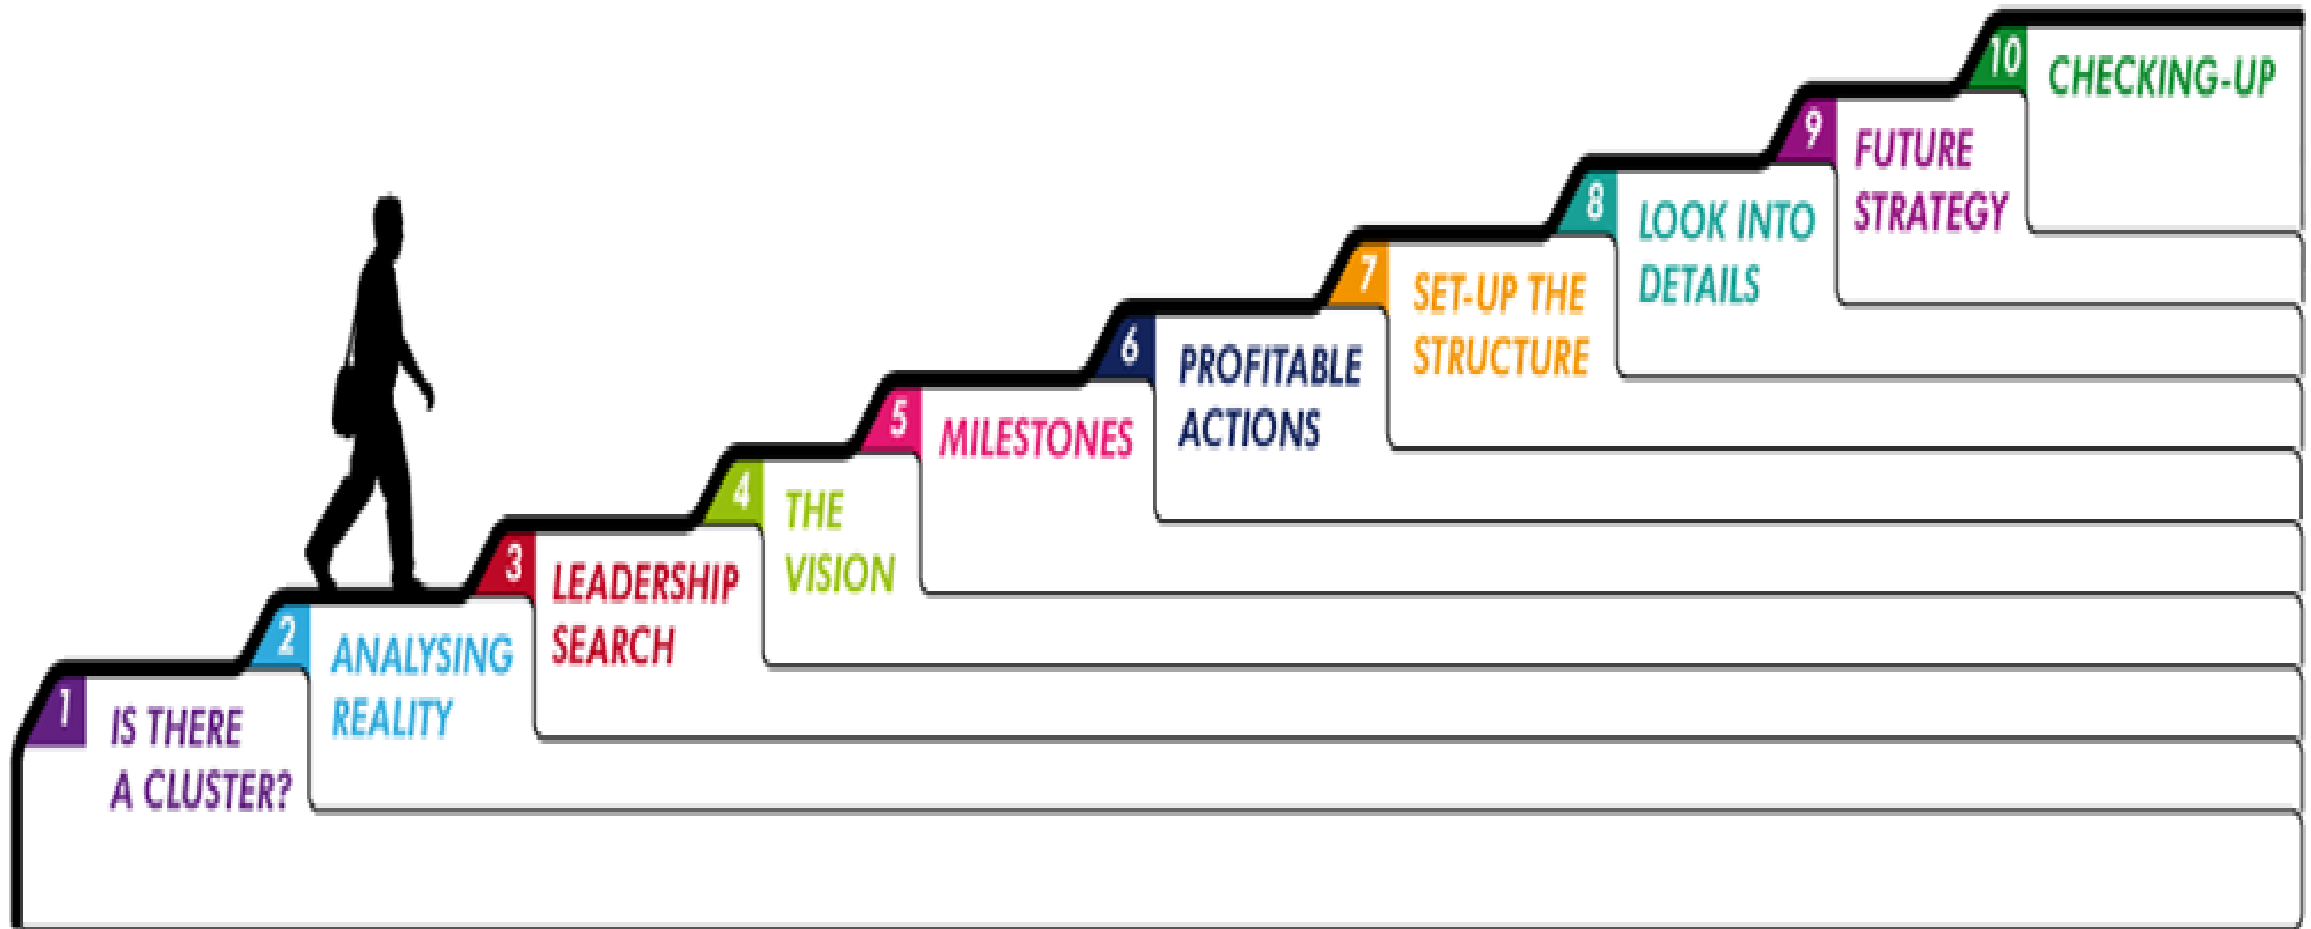 1
IS THERE
A CLUSTER?
2
ANALYSING
REALITY
3
LEADERSHIP
SEARCH
4
THE
VISION
5
MILESTONES
6
PROFITABLE
ACTIONS
7
SET-UP THE
STRUCTURE
8
LOOK INTO
DETAILS
9
FUTURE
STRATEGY
10
CHECKING-UP